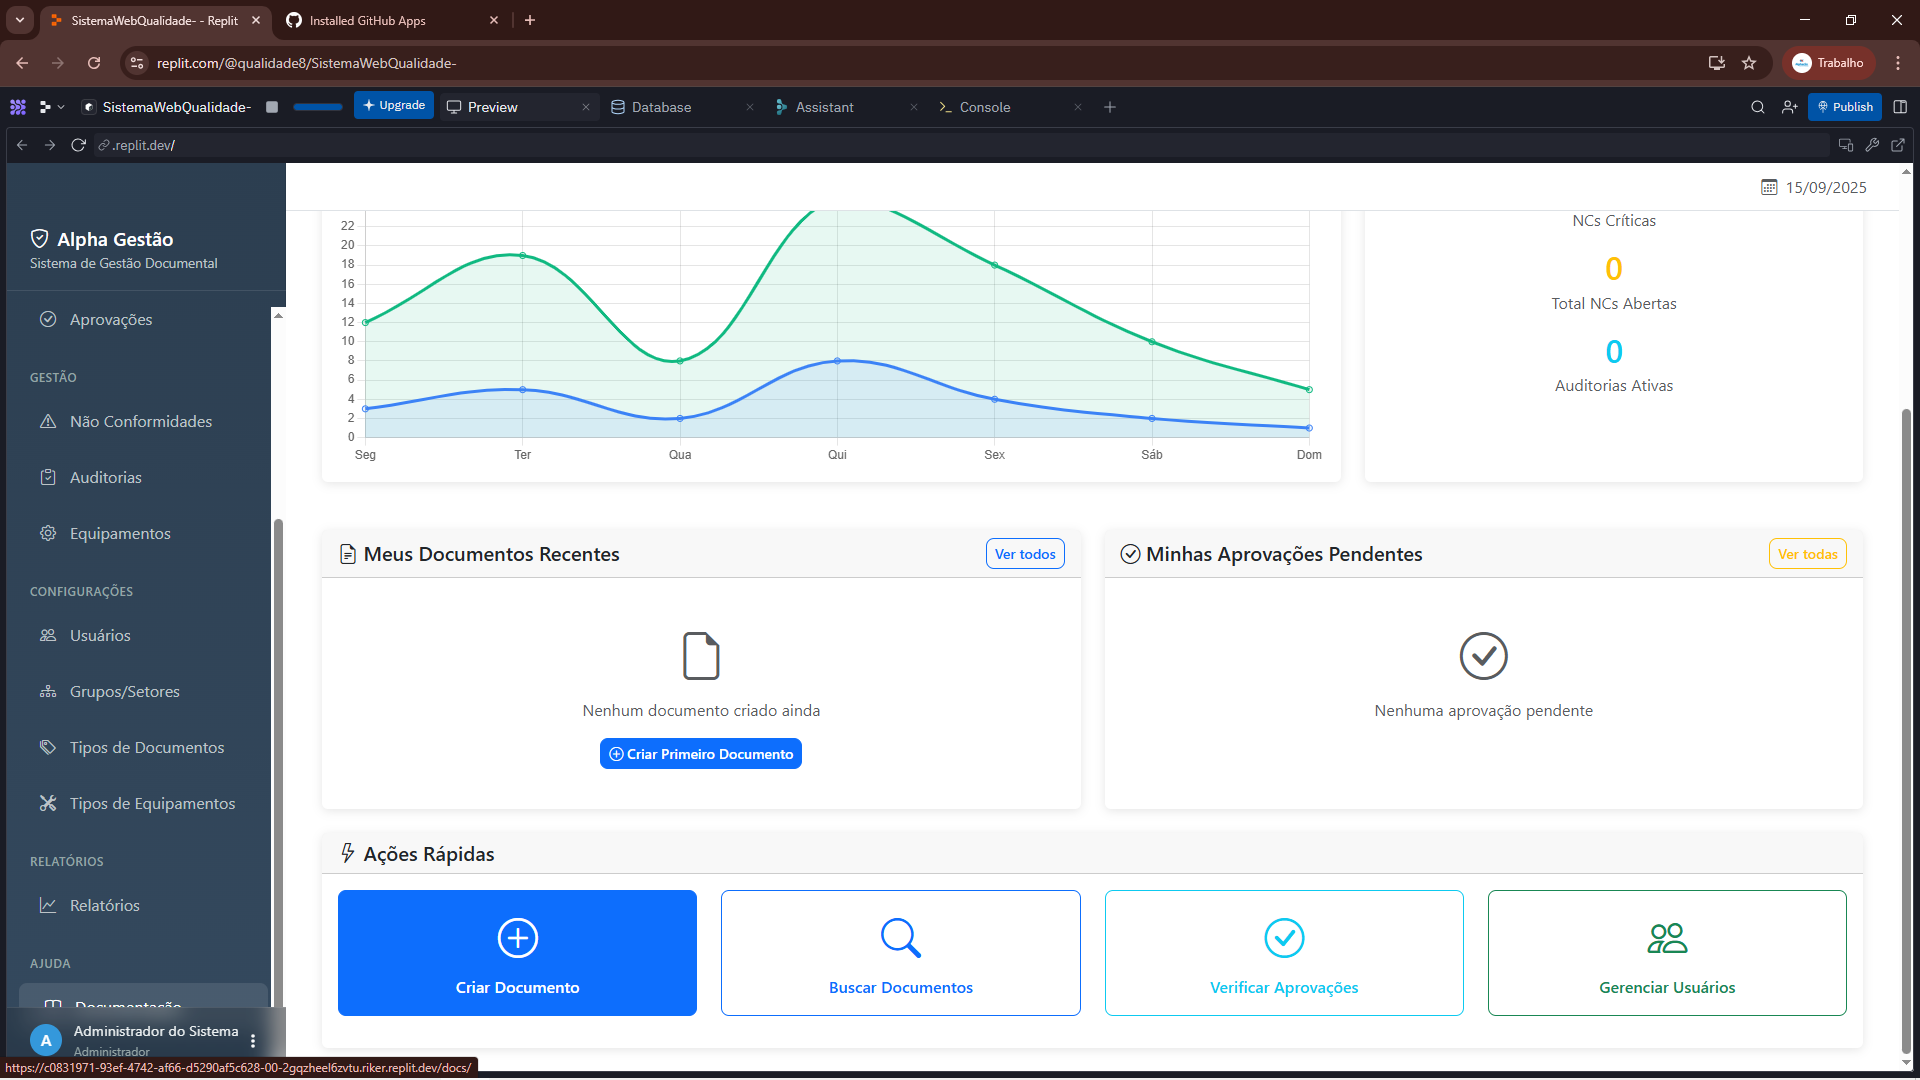 SistemaWebQualidade- - Replit
Installed GitHub Apps
replit.com/@qualidade8/SistemaWebQualidade-
Trabalho
SistemaWebQualidade-
Upgrade
Preview
Database
Assistant
Console
Publish
.replit.dev/
15/09/2025
Alpha Gestão
Sistema de Gestão Documental
Aprovações
GESTÃO
Não Conformidades
Auditorias
Equipamentos
CONFIGURAÇÕES
Usuários
Grupos/Setores
Tipos de Documentos
Tipos de Equipamentos
RELATÓRIOS
Relatórios
AJUDA
Documentação
A
Administrador do Sistema
Administrador
22
20
18
16
14
12
10
8
6
4
2
0
Seg
Ter
Qua
Qui
Sex
Sáb
Dom
NCs Críticas
0
Total NCs Abertas
0
Auditorias Ativas
Meus Documentos Recentes
Ver todos
Nenhum documento criado ainda
Criar Primeiro Documento
Minhas Aprovações Pendentes
Ver todas
Nenhuma aprovação pendente
Ações Rápidas
Criar Documento
Buscar Documentos
Verificar Aprovações
Gerenciar Usuários
https://c0831971-93ef-4742-af66-d5290af5c628-00-2gqzheel6zvtu.riker.replit.dev/docs/